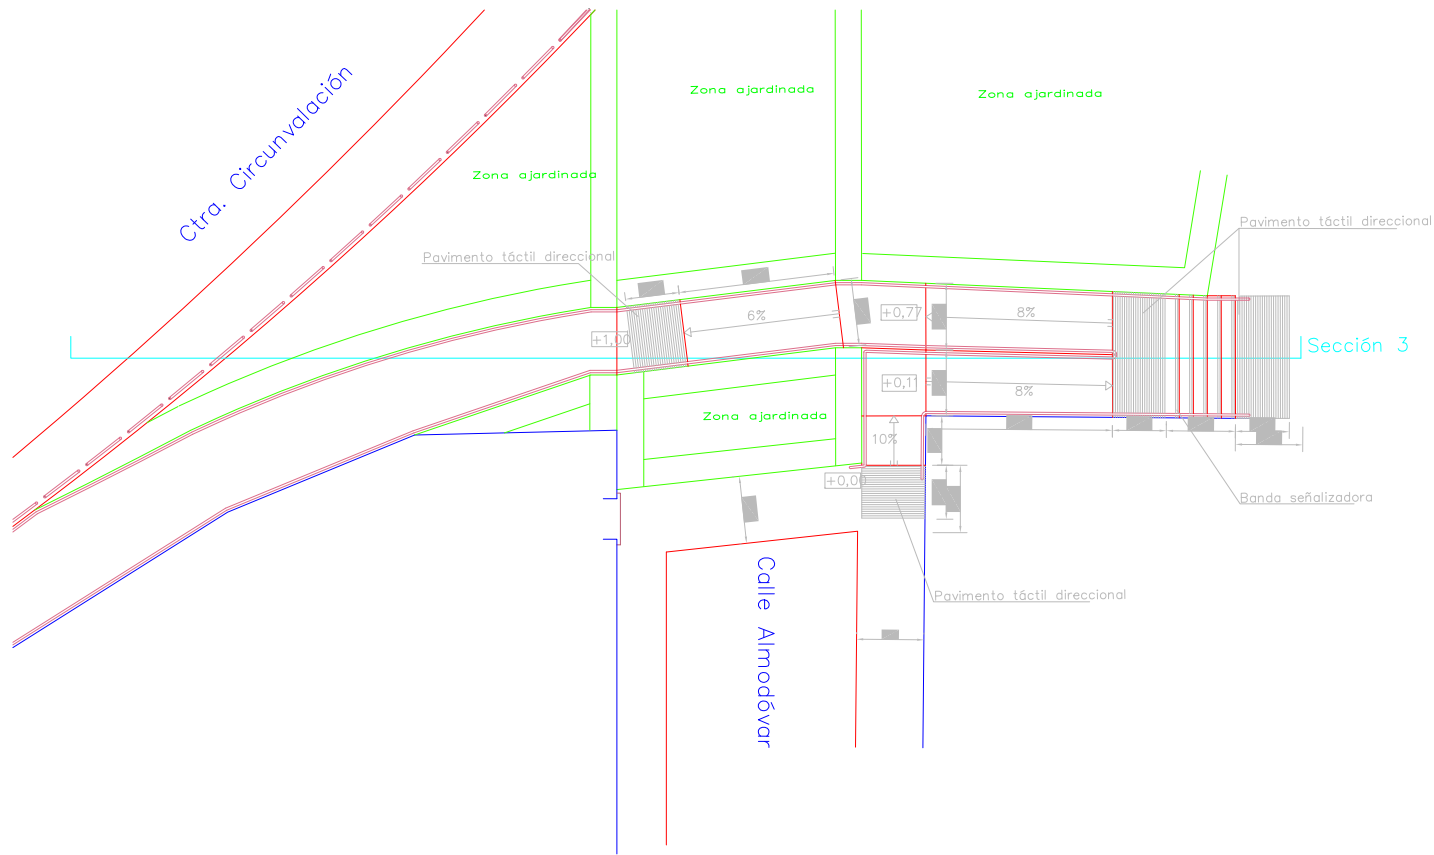 Ctra. Circunvalación
Zona ajardinada
Zona ajardinada
Zona ajardinada
Pavimento táctil direccional
Pavimento táctil direccional
+1,00
6%
+0,77
8%
Sección 3
+0,11
8%
Zona ajardinada
10%
+0,00
Banda señalizadora
Pavimento táctil direccional
Calle Almodóvar